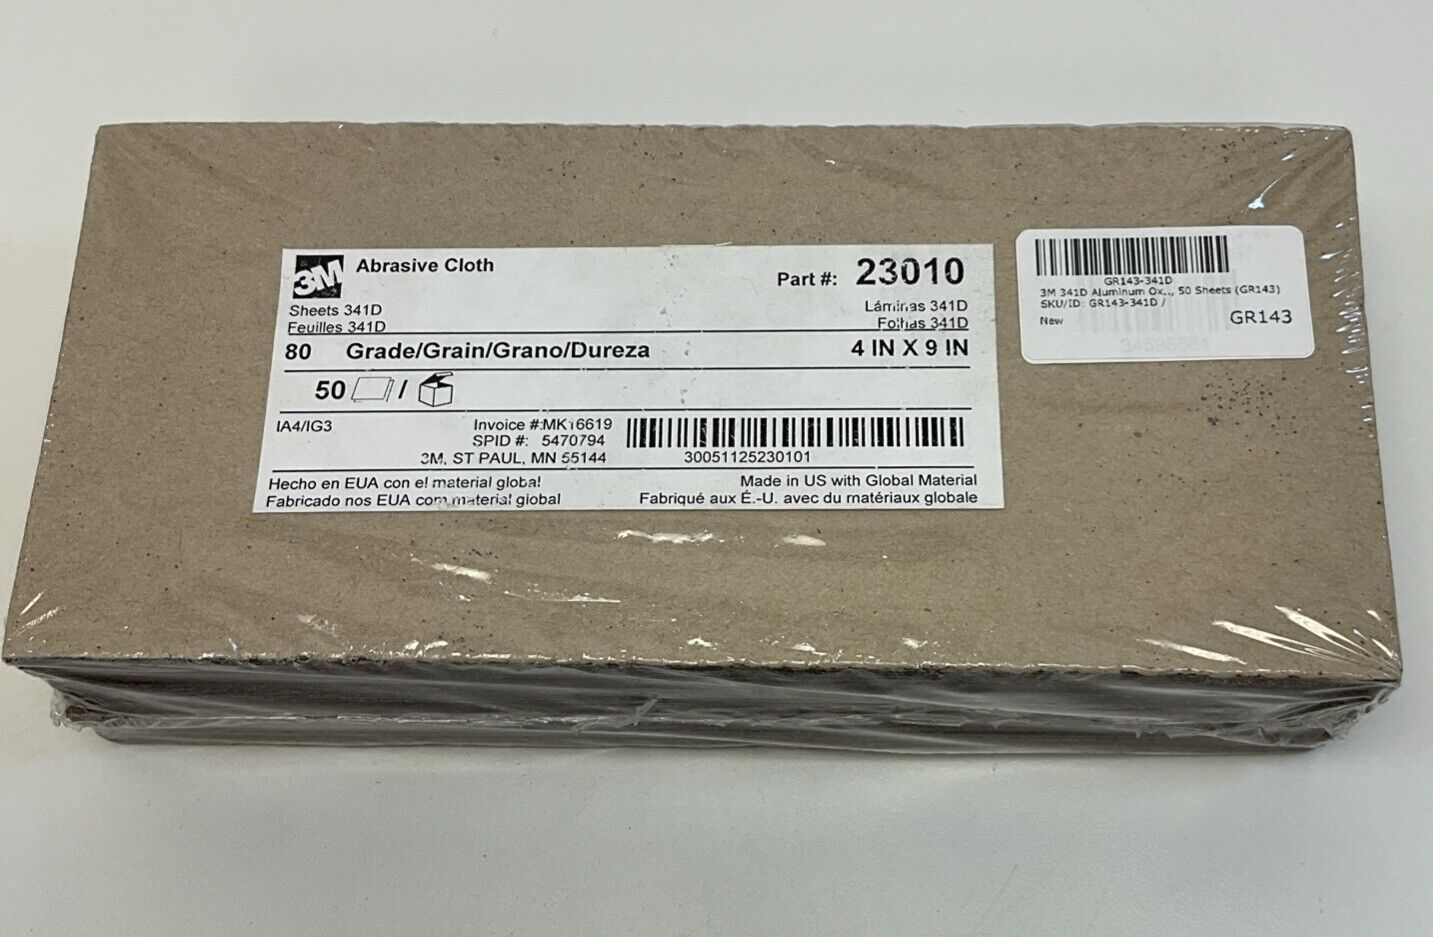 3M Abrasive Cloth
Part #: 23010
Sheets 341D
Láminas 341D
Feuilles 341D
Folhas 341D
80 Grade/Grain/Grano/Dureza 4 IN X 9 IN
50 /
IA4/IG3
Invoice #:MK16619
SPID #: 5470794
3M, ST PAUL, MN 55144
30051125230101
Hecho en EUA con el material global
Made in US with Global Material
Fabricado nos EUA com material global
Fabriqué aux É.-U. avec du matériaux globale
GR143-341D
3M 341D Aluminum Ox..., 50 Sheets (GR143)
SKU/ID: GR143-341D /
New
GR143